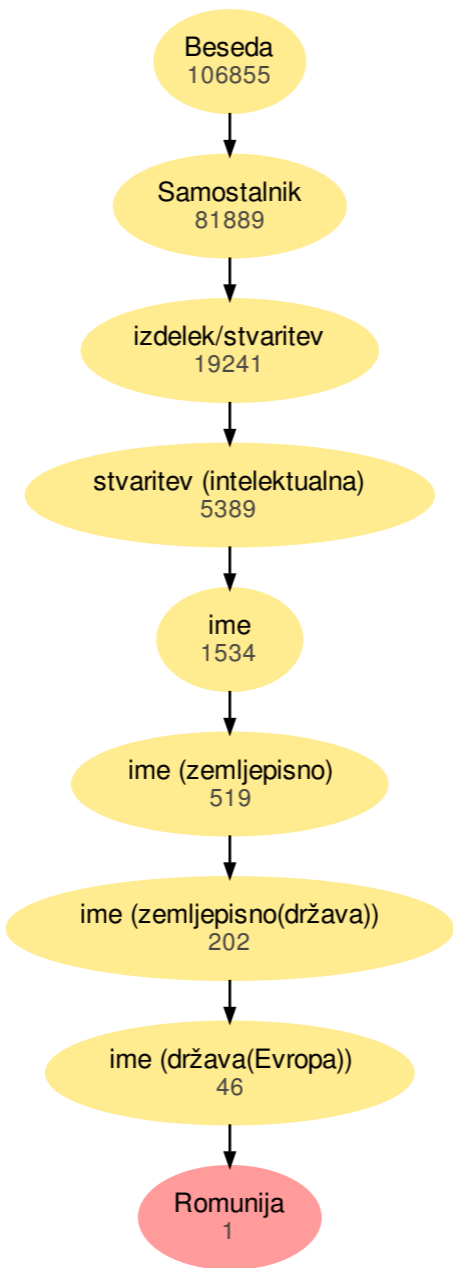 Beseda
106855
Samostalnik
81889
izdelek/stvaritev
19241
stvaritev (intelektualna)
5389
ime
1534
ime (zemljepisno)
519
ime (zemljepisno(država))
202
ime (država(Evropa))
46
Romunija
1